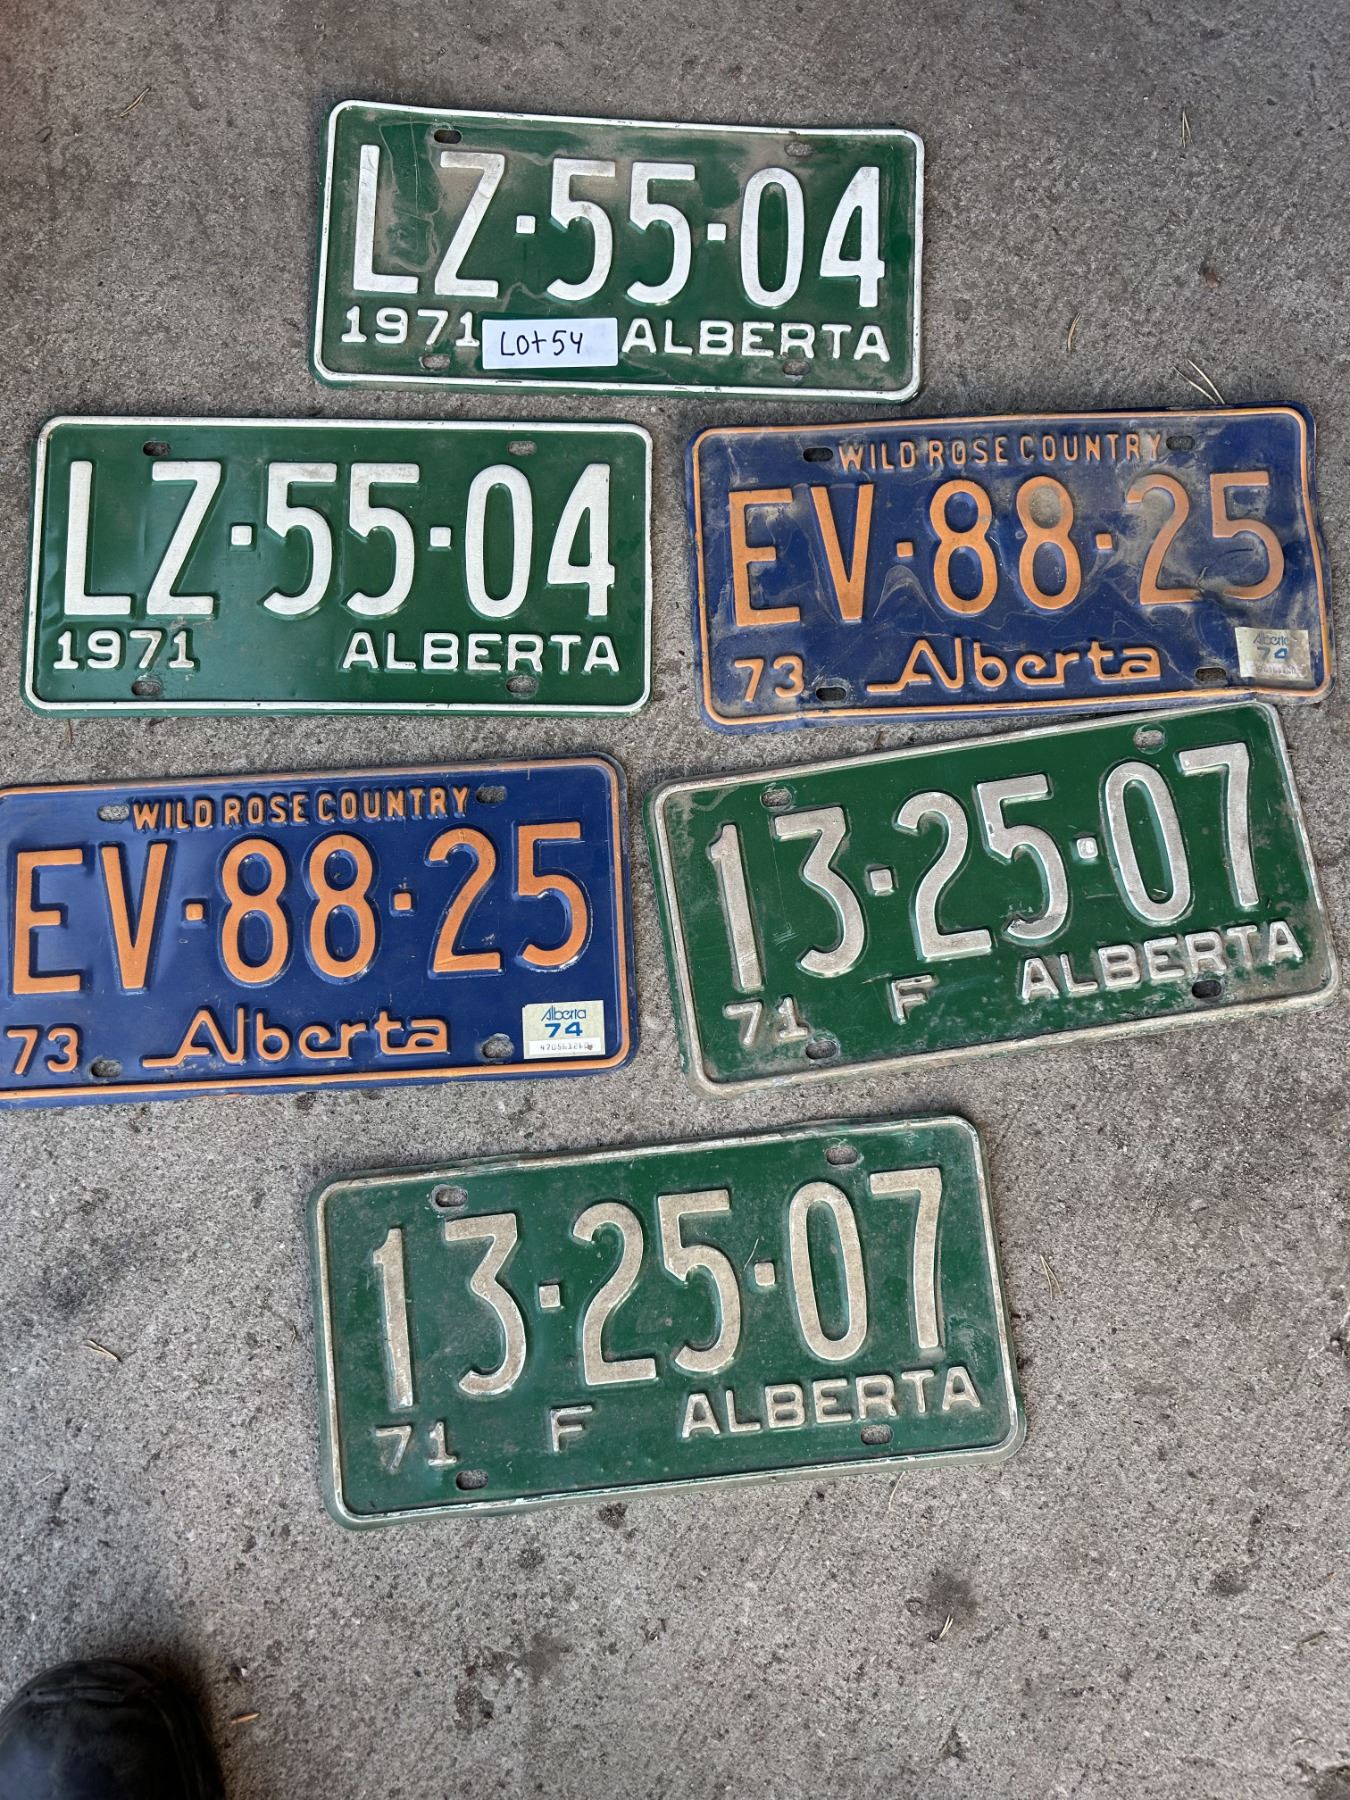 LZ·55·04
1971 Lot 54 ALBERTA
LZ·55·04
1971 ALBERTA
WILD ROSE COUNTRY
EV·88·25
73 Alberta
Alberta
74
WILD ROSE COUNTRY
EV·88·25
73 Alberta
Alberta
74
13·25·07
71 F ALBERTA
13·25·07
71 F ALBERTA